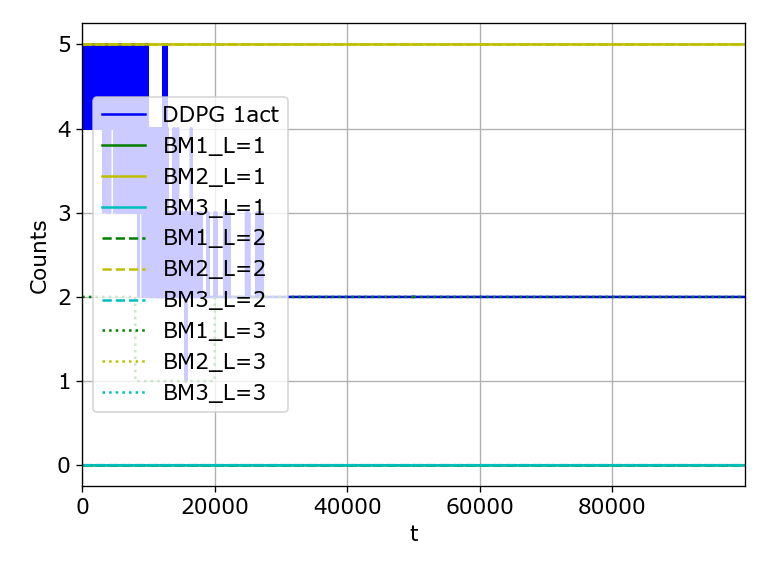 5
4
3
2
1
0
Counts
DDPG 1act
BM1_L=1
BM2_L=1
BM3_L=1
BM1_L=2
BM2_L=2
BM3_L=2
BM1_L=3
BM2_L=3
BM3_L=3
0 20000 40000 60000 80000
t